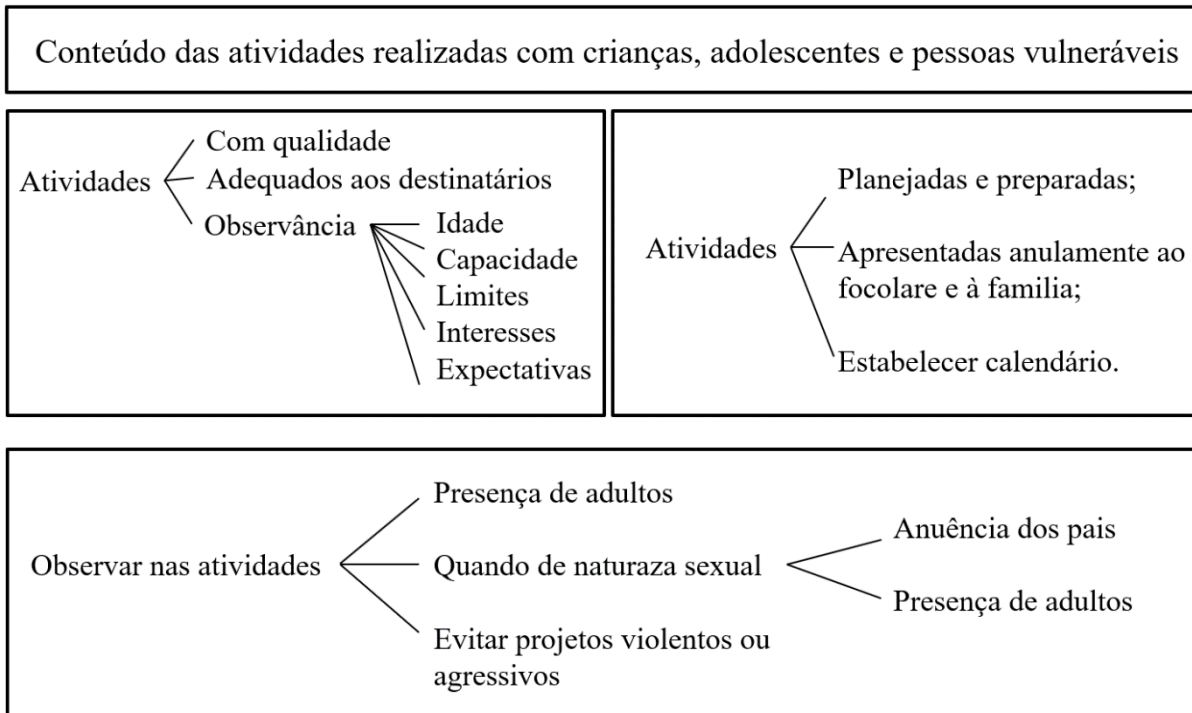 Conteúdo das atividades realizadas com crianças, adolescentes e pessoas vulneráveis
Atividades
Com qualidade
Adequados aos destinatários
Observância
Idade
Capacidade
Limites
Interesses
Expectativas
Atividades
Planejadas e preparadas;
Apresentadas anulamente ao
focolare e à familia;
Estabelecer calendário.
Observar nas atividades
Presença de adultos
Quando de naturaza sexual
Anuência dos pais
Presença de adultos
Evitar projetos violentos ou
agressivos